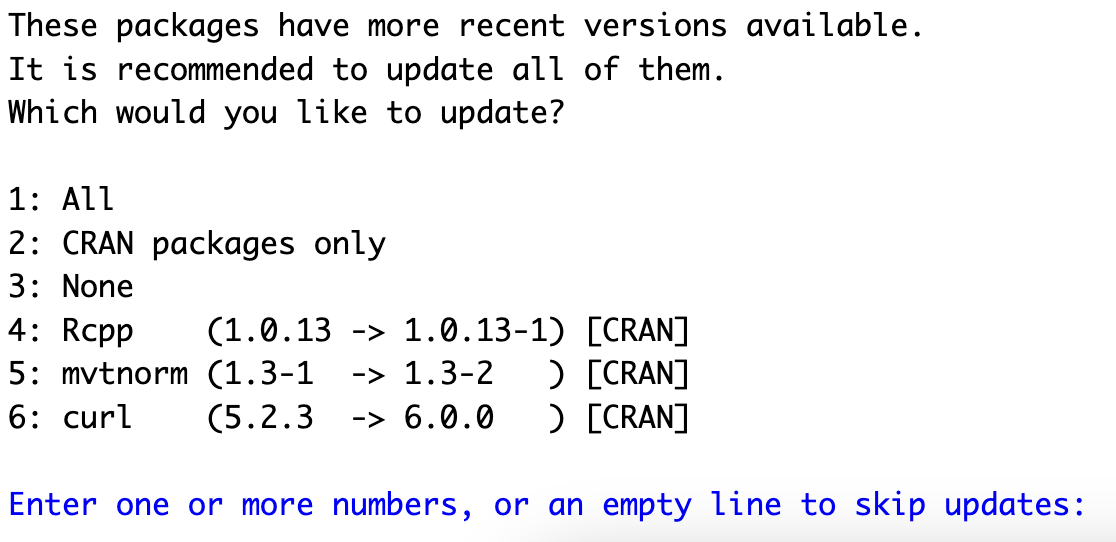 These packages have more recent versions available.
It is recommended to update all of them.
Which would you like to update?

1: All
2: CRAN packages only
3: None
4: Rcpp    (1.0.13 -> 1.0.13-1) [CRAN]
5: mvtnorm (1.3-1  -> 1.3-2   ) [CRAN]
6: curl    (5.2.3  -> 6.0.0   ) [CRAN]

Enter one or more numbers, or an empty line to skip updates: